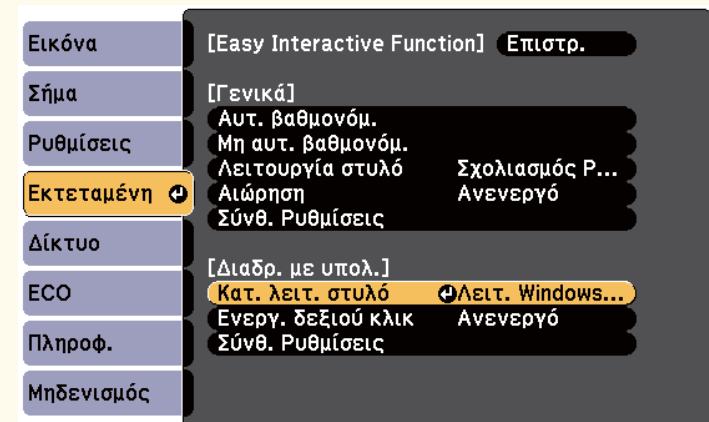 Εικόνα
Σήμα
Ρυθμίσεις
Εκτεταμένη
Δίκτυο
ECO
Πληροφ.
Μηδενισμός
[Easy Interactive Function] Επιστρ.
[Γενικά]
Αυτ. βαθμονόμ.
Μη αυτ. βαθμονόμ.
Λειτουργία στυλό Σχολιασμός P...
Αιώρηση Ανενεργό
Σύνθ. Ρυθμίσεις
[Διαδρ. με υπολ.]
Κατ. λειτ. στυλό Λειτ. Windows...
Ενεργ. δεξιού κλικ Ανενεργό
Σύνθ. Ρυθμίσεις